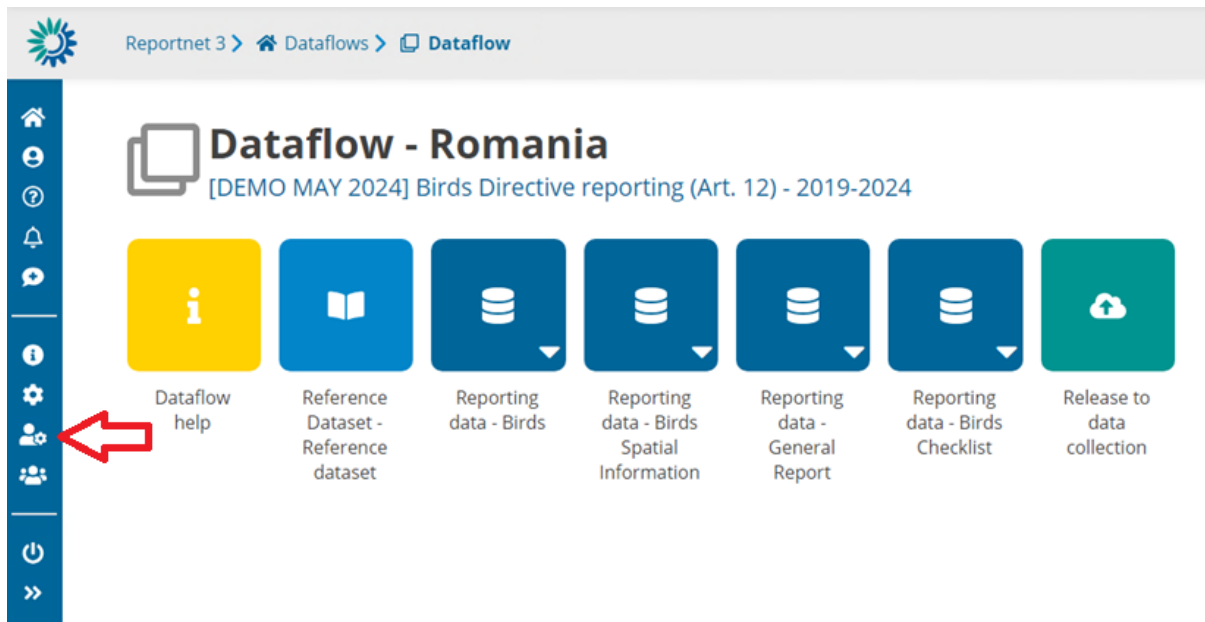 Reportnet 3 Dataflows Dataflow
Dataflow - Romania
[DEMO MAY 2024] Birds Directive reporting (Art. 12) - 2019-2024
Dataflow
help
Reference
Dataset -
Reference
dataset
Reporting
data - Birds
Reporting
data - Birds
Spatial
Information
Reporting
data -
General
Report
Reporting
data - Birds
Checklist
Release to
data
collection